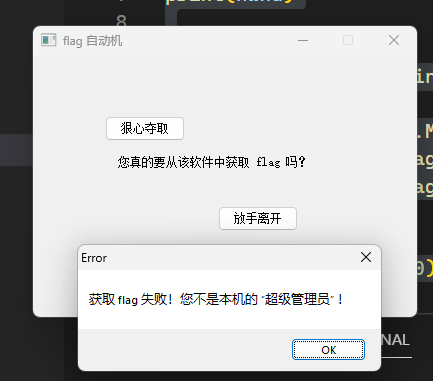 8
flag 自动机
狠心夺取
您真的要从该软件中获取 flag 吗？
放手离开
Error
获取 flag 失败！您不是本机的 “超级管理员” ！
OK
NAL